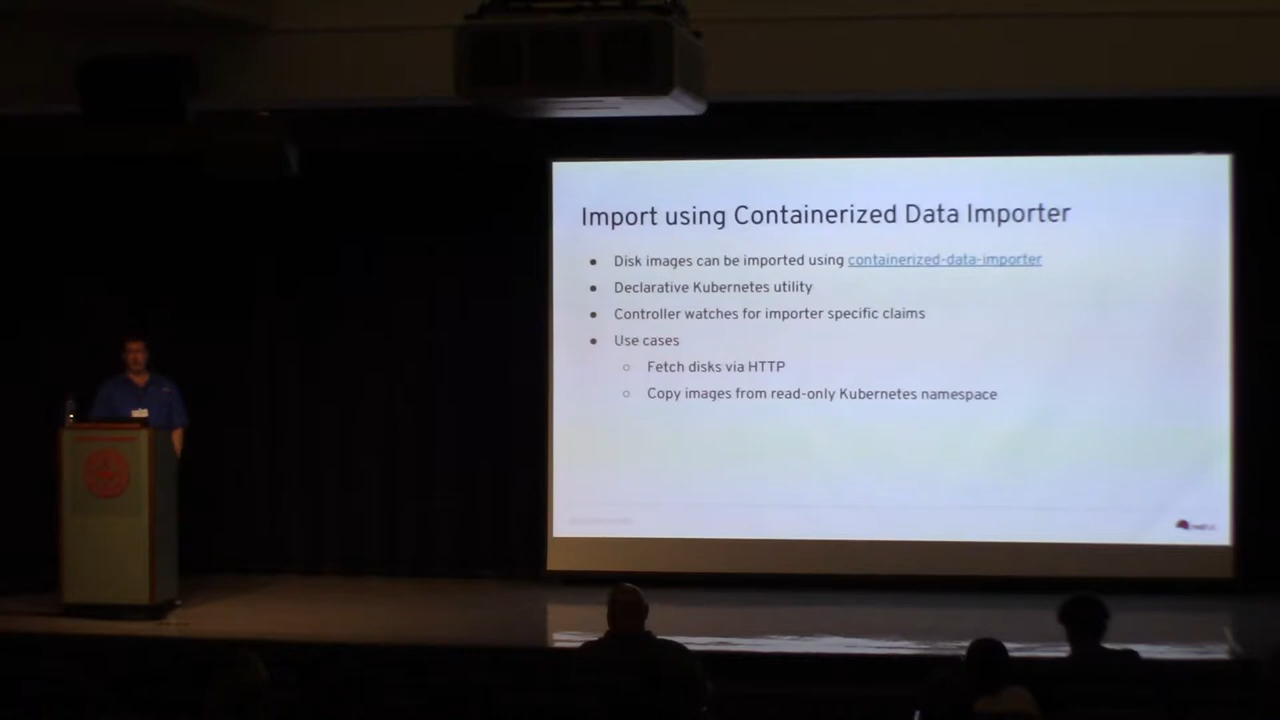 Import using Containerized Data Importer
Disk images can be imported using containerized-data-importer
Declarative Kubernetes utility
Controller watches for importer specific claims
Use cases
Fetch disks via HTTP
Copy images from read-only Kubernetes namespace